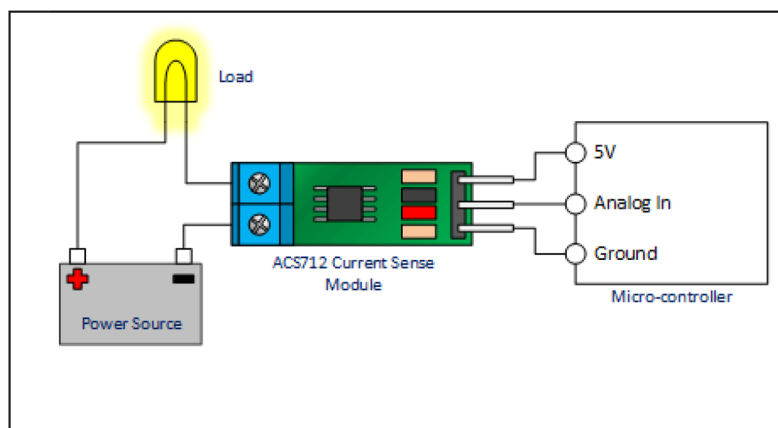 Load
5V
Analog In
Ground
ACS712 Current Sense
Module
Micro-controller
Power Source